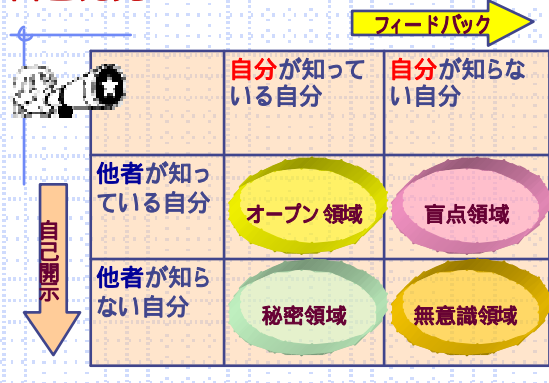 フィードバック
自分が知って
いる自分
自分が知らな
い自分
他者が知っ
ている自分
オープン領域
盲点領域
自己開示
他者が知ら
ない自分
秘密領域
無意識領域